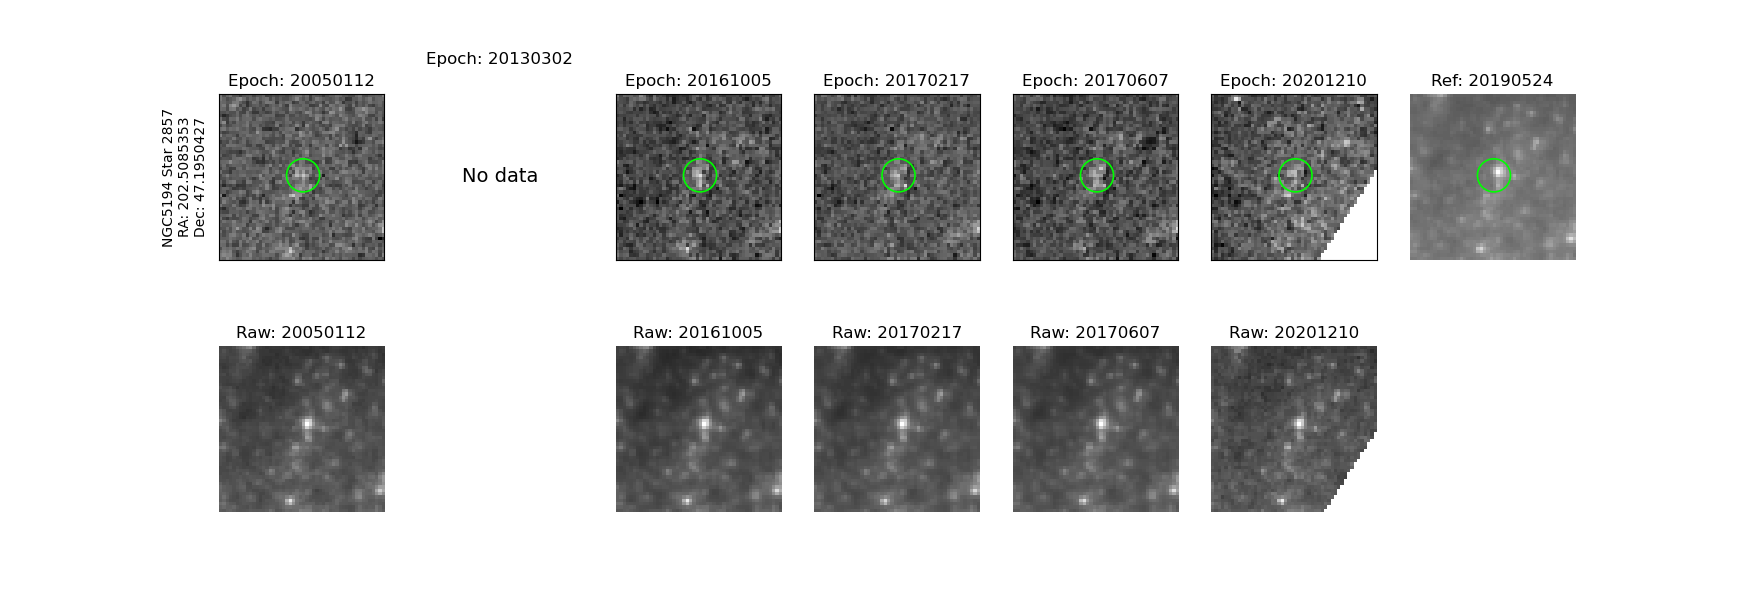 Epoch: 20130302
Epoch: 20050112
Epoch: 20161005
Epoch: 20170217
Epoch: 20170607
Epoch: 20201210
Ref: 20190524
NGC5194 Star 2857
RA: 202.5085353
Dec: 47.1950427
No data
Raw: 20050112
Raw: 20161005
Raw: 20170217
Raw: 20170607
Raw: 20201210